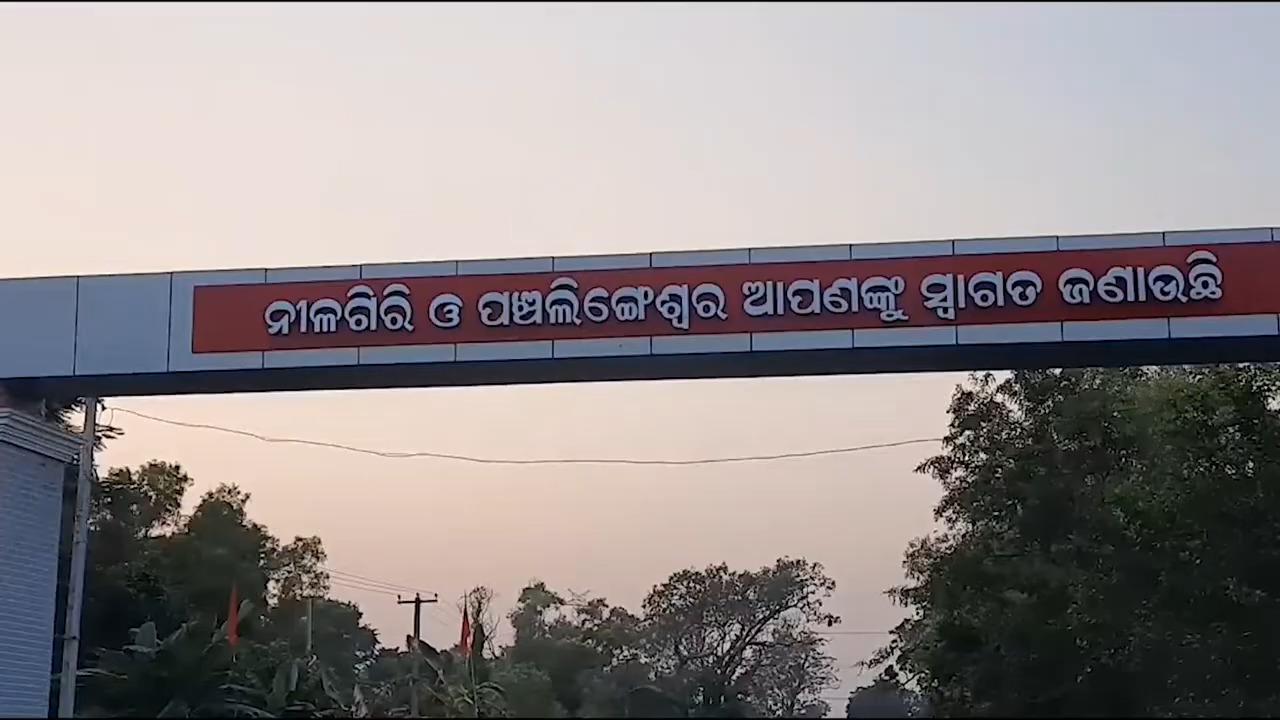 ନୀଳଗିରି ଓ ପଞ୍ଚଲିଙ୍ଗେଶ୍ୱର ଆପଣଙ୍କୁ ସ୍ୱାଗତ ଜଣାଉଛି